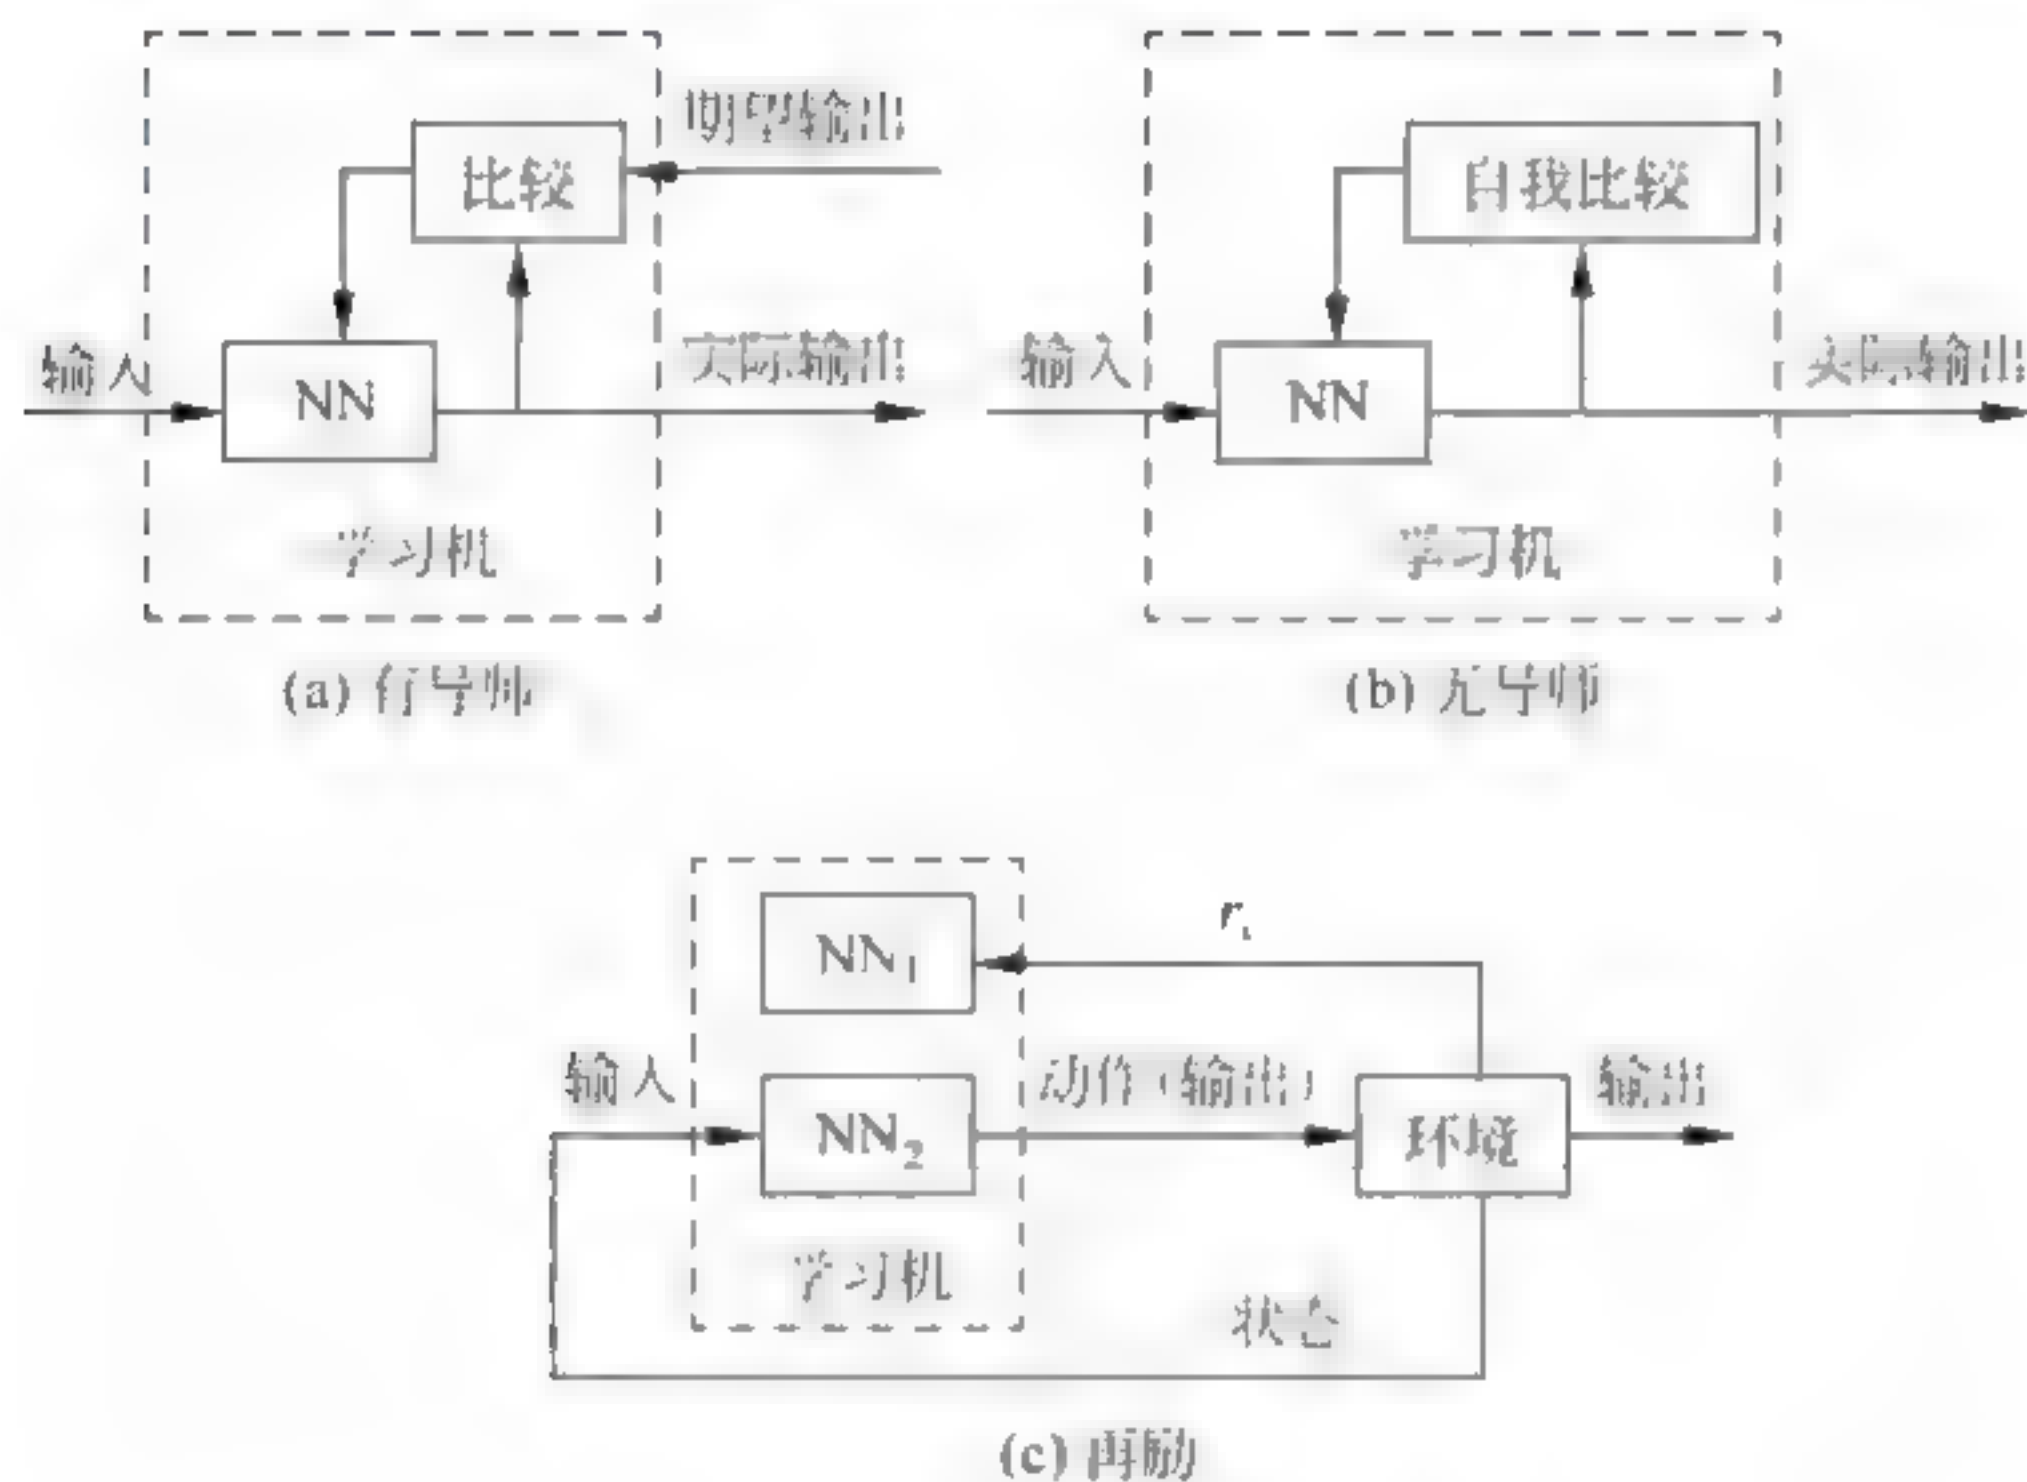 期望输出
比较
自我比较
输入
NN
实际输出
输入
NN
实际输出
学习机
学习机
(a) 有导师
(b) 无导师
NN₁
输入
NN₂
动作(输出)
环境
输出
学习机
状态
(c) 再励